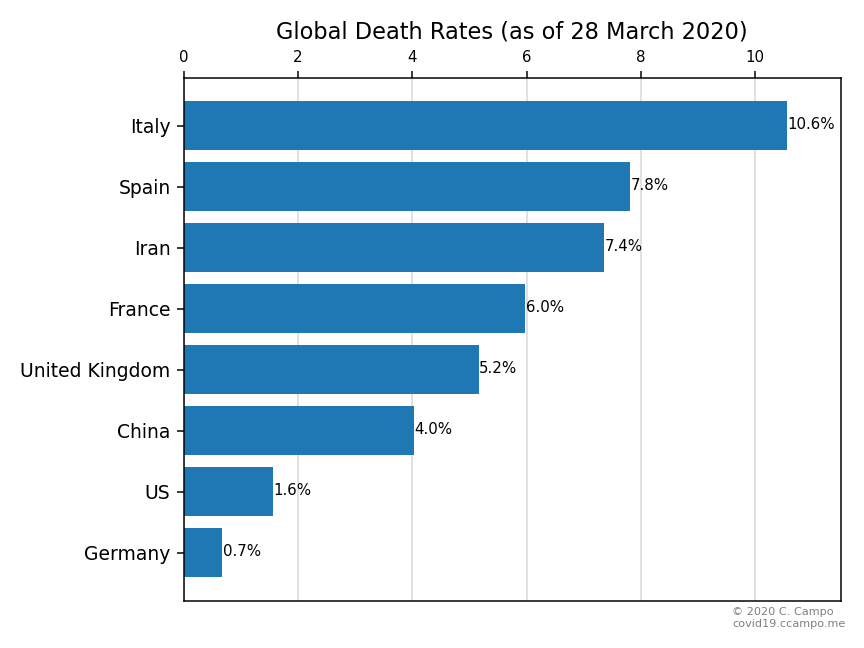 Global Death Rates (as of 28 March 2020)
0 2 4 6 8 10
Italy 10.6%
Spain 7.8%
Iran 7.4%
France 6.0%
United Kingdom 5.2%
China 4.0%
US 1.6%
Germany 0.7%
© 2020 C. Campo
covid19.ccampo.me